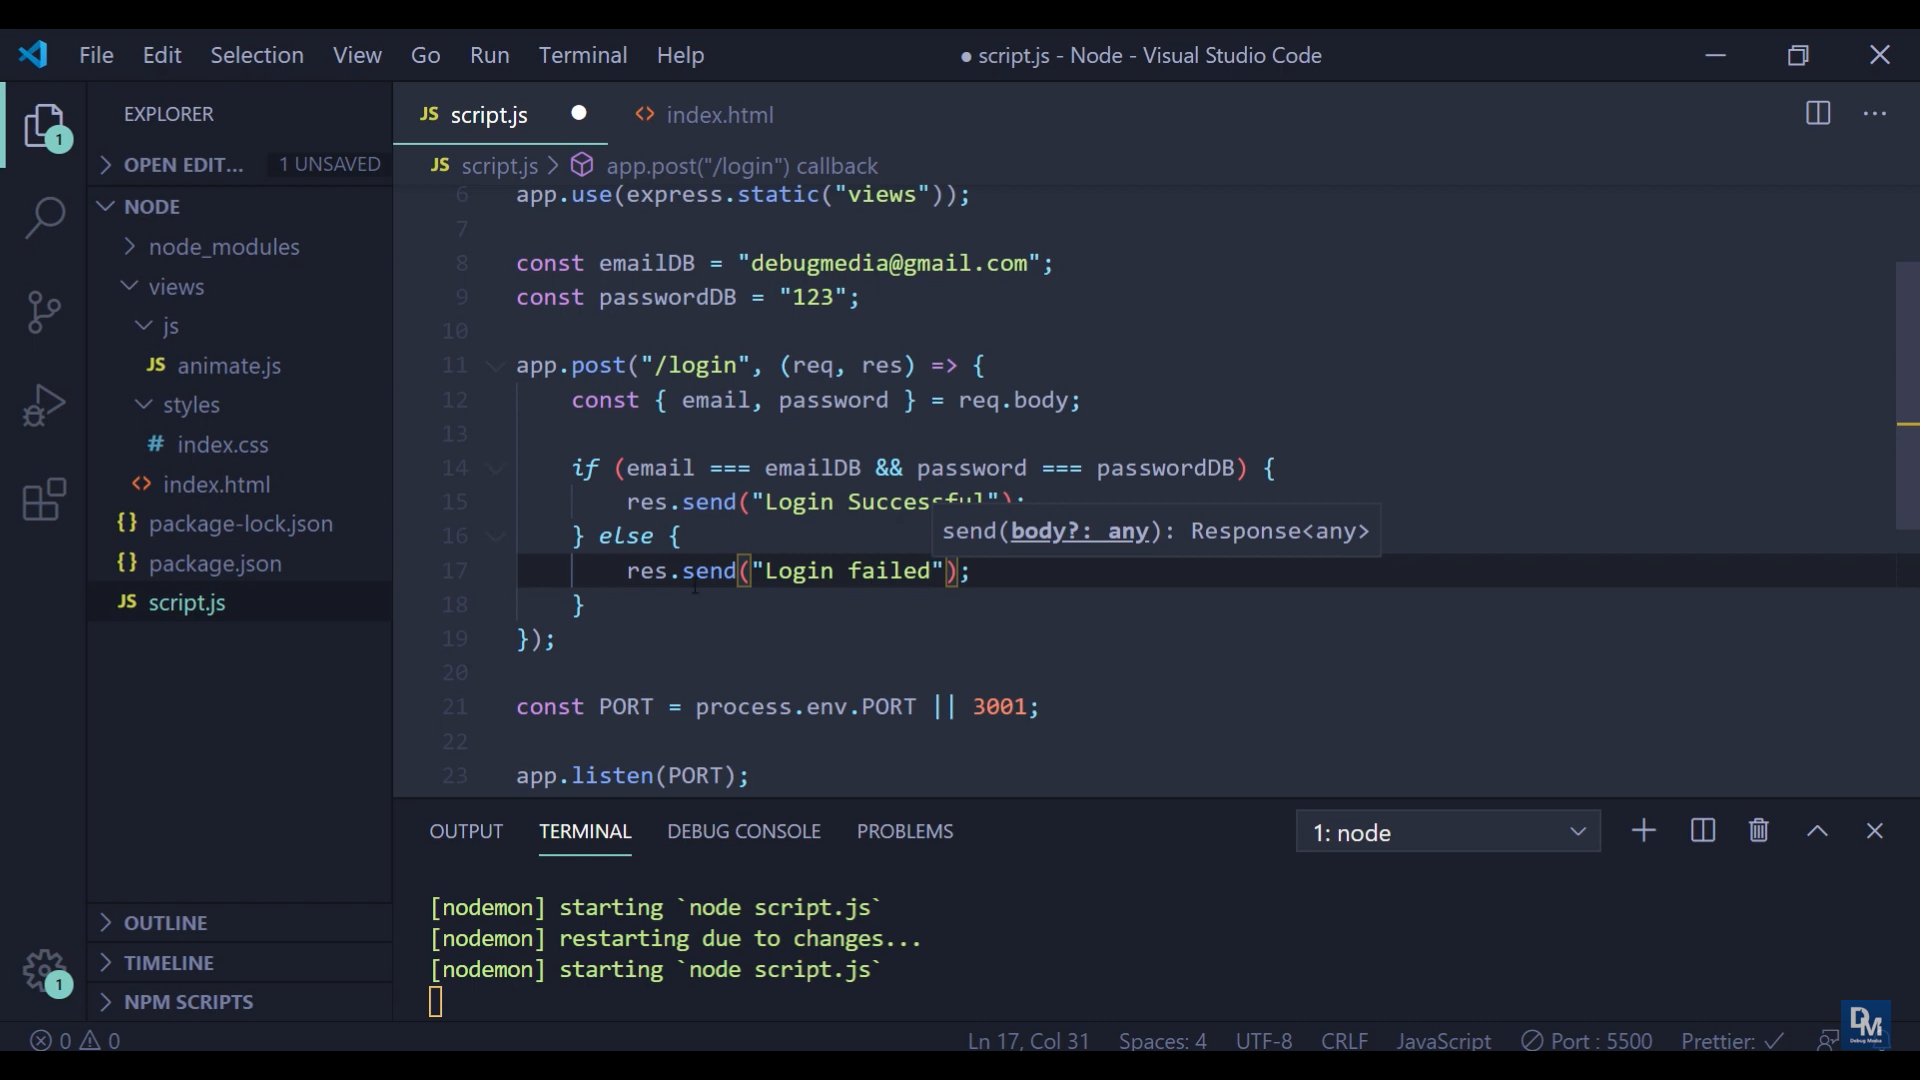 File Edit Selection View Go Run Terminal Help
● script.js - Node - Visual Studio Code
EXPLORER
OPEN EDIT... 1 UNSAVED
NODE
node_modules
views
js
JS animate.js
styles
# index.css
<> index.html
{} package-lock.json
{} package.json
JS script.js
OUTLINE
TIMELINE
NPM SCRIPTS
1
1
JS script.js ● <> index.html
JS script.js > app.post("/login") callback
6 app.use(express.static("views"));
7
8 const emailDB = "debugmedia@gmail.com";
9 const passwordDB = "123";
10
11 app.post("/login", (req, res) => {
12 const { email, password } = req.body;
13
14 if (email === emailDB && password === passwordDB) {
15 res.send("Login Successful");
16 } else {
send(body?: any): Response<any>
17 res.send("Login failed");
18 }
19 });
20
21 const PORT = process.env.PORT || 3001;
22
23 app.listen(PORT);
OUTPUT TERMINAL DEBUG CONSOLE PROBLEMS 1: node
[nodemon] starting `node script.js`
[nodemon] restarting due to changes...
[nodemon] starting `node script.js`
0 0 Ln 17, Col 31 Spaces: 4 UTF-8 CRLF JavaScript Port : 5500 Prettier: ✓
DM
Debug Media